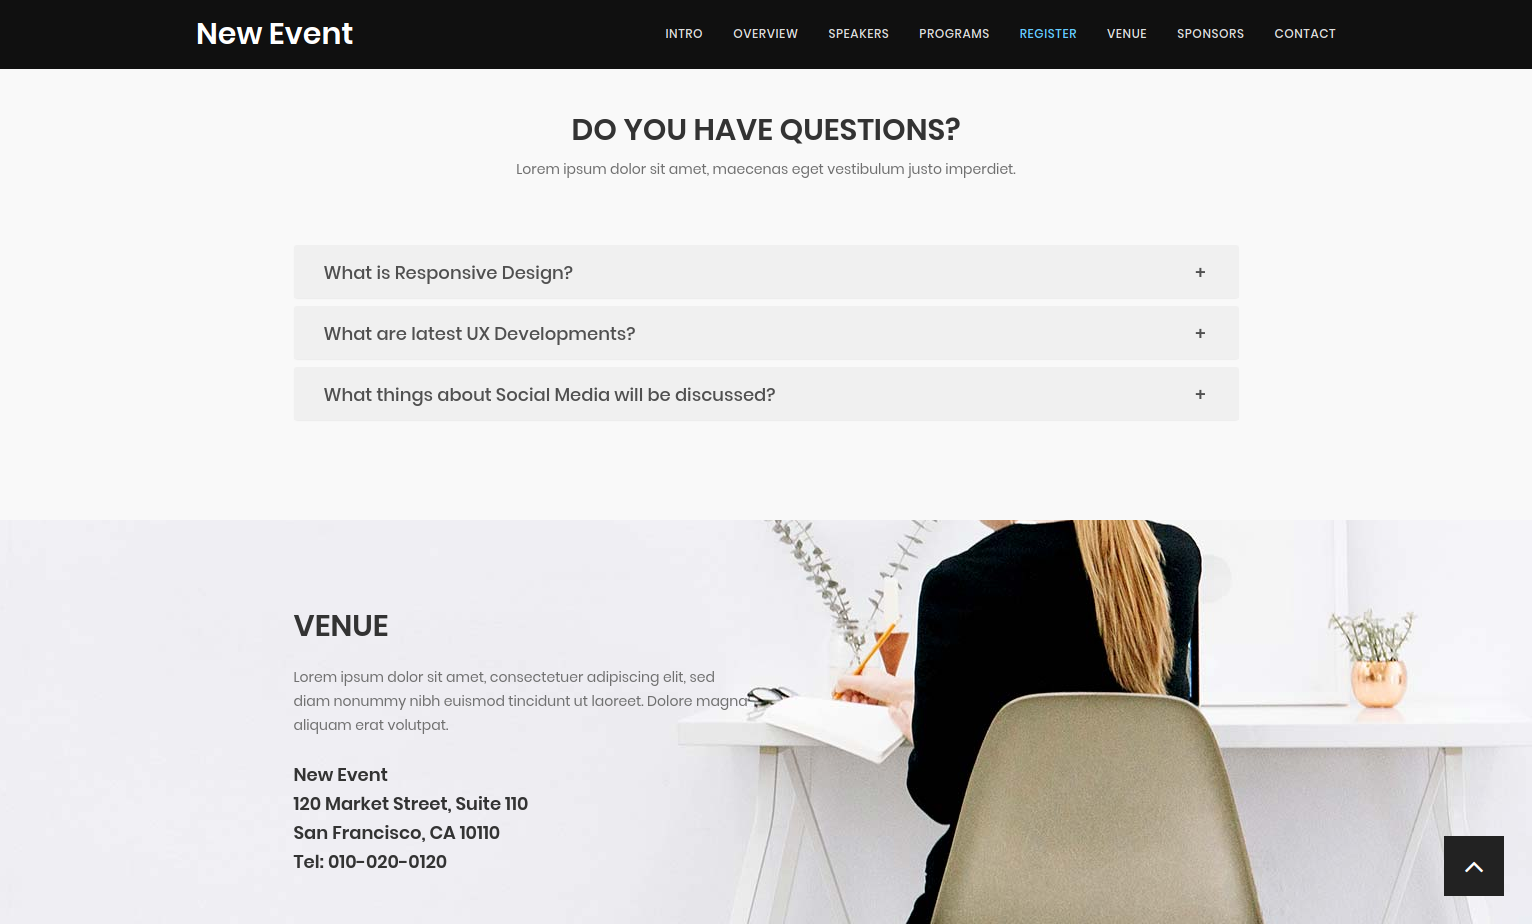 New Event
INTRO OVERVIEW SPEAKERS PROGRAMS REGISTER VENUE SPONSORS CONTACT
DO YOU HAVE QUESTIONS?
Lorem ipsum dolor sit amet, maecenas eget vestibulum justo imperdiet.
What is Responsive Design? +
What are latest UX Developments? +
What things about Social Media will be discussed? +
VENUE
Lorem ipsum dolor sit amet, consectetuer adipiscing elit, sed
diam nonummy nibh euismod tincidunt ut laoreet. Dolore magna
aliquam erat volutpat.
New Event
120 Market Street, Suite 110
San Francisco, CA 10110
Tel: 010-020-0120